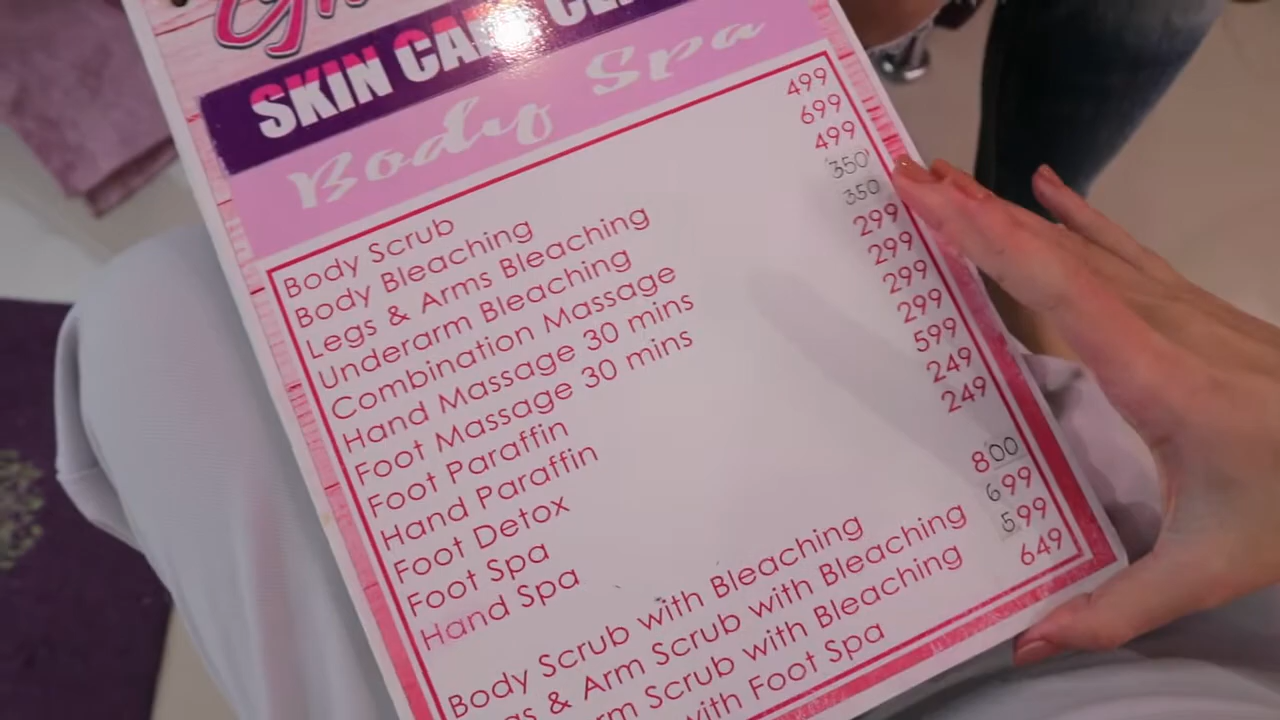 SKIN CARE
Body Spa
Body Scrub 499
Body Bleaching 699
Legs & Arms Bleaching 499
Underarm Bleaching 350
Combination Massage 350
Hand Massage 30 mins 299
Foot Massage 30 mins 299
Foot Paraffin 299
Hand Paraffin 299
Foot Detox 599
Foot Spa 249
Hand Spa 249
Body Scrub with Bleaching 800
& Arm Scrub with Bleaching 699
Scrub with Bleaching 599
with Foot Spa 649